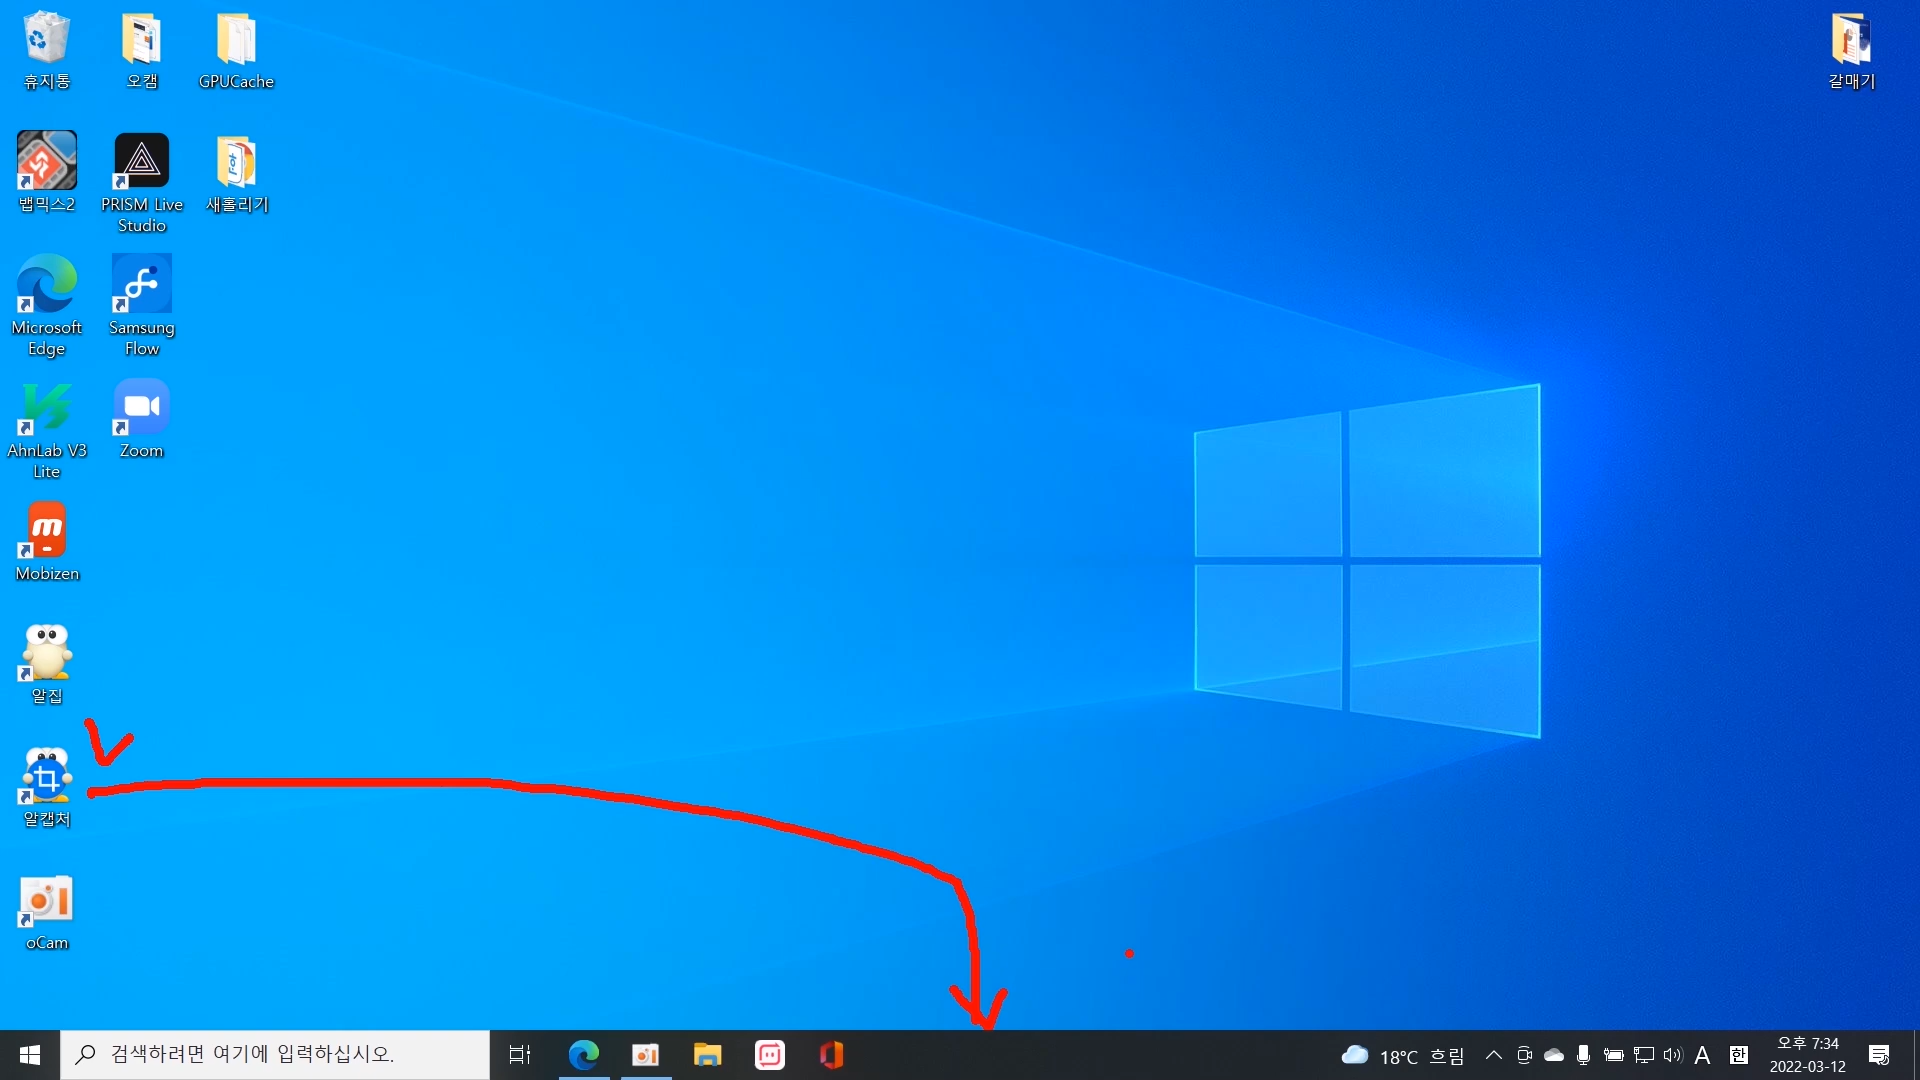 휴지통
오캠
GPUCache
갈매기
뱁믹스2
PRISM Live
Studio
새홀리기
Microsoft
Edge
Samsung
Flow
AhnLab V3
Lite
Zoom
Mobizen
알집
알캡처
oCam
검색하려면 여기에 입력하십시오.
18°C 흐림
A
한
오후 7:34
2022-03-12